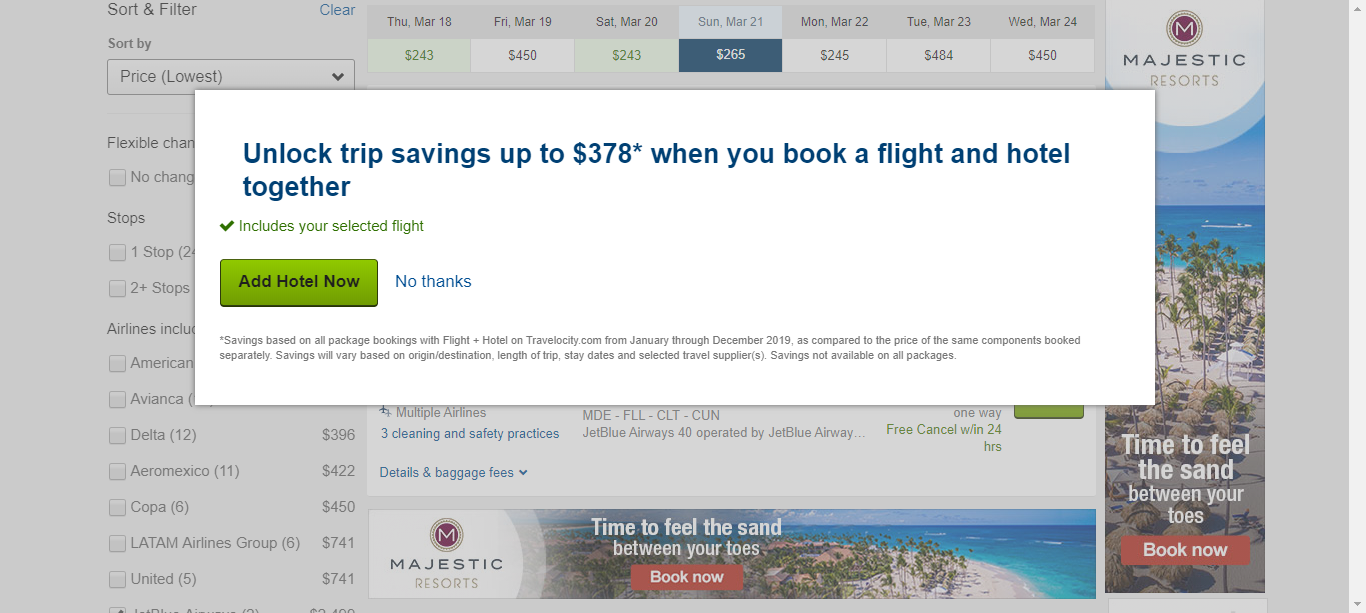 Sort & Filter
Clear
Sort by
Price (Lowest)
Flexible chan
No chang
Stops
1 Stop (2
2+ Stops
Airlines inclu
American
Avianca (
Delta (12) $396
Aeromexico (11) $422
Copa (6) $450
LATAM Airlines Group (6) $741
United (5) $741
Thu, Mar 18 Fri, Mar 19 Sat, Mar 20 Sun, Mar 21 Mon, Mar 22 Tue, Mar 23 Wed, Mar 24
$243 $450 $243 $265 $245 $484 $450
Unlock trip savings up to $378* when you book a flight and hotel
together
Includes your selected flight
Add Hotel Now
No thanks
*Savings based on all package bookings with Flight + Hotel on Travelocity.com from January through December 2019, as compared to the price of the same components booked
separately. Savings will vary based on origin/destination, length of trip, stay dates and selected travel supplier(s). Savings not available on all packages.
Multiple Airlines
3 cleaning and safety practices
Details & baggage fees
MDE - FLL - CLT - CUN
JetBlue Airways 40 operated by JetBlue Airway…
one way
Free Cancel w/in 24
hrs
M
MAJESTIC
RESORTS
Time to feel the sand
between your toes
Book now
M
MAJESTIC
RESORTS
Time to feel
the sand
between your
toes
Book now